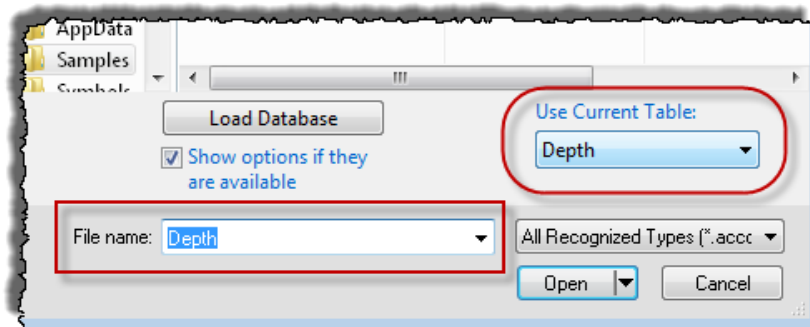 AppData
Samples
Symbols
Load Database
Use Current Table:
Depth
Show options if they
are available
File name: Depth
All Recognized Types (*.accc
Open
Cancel